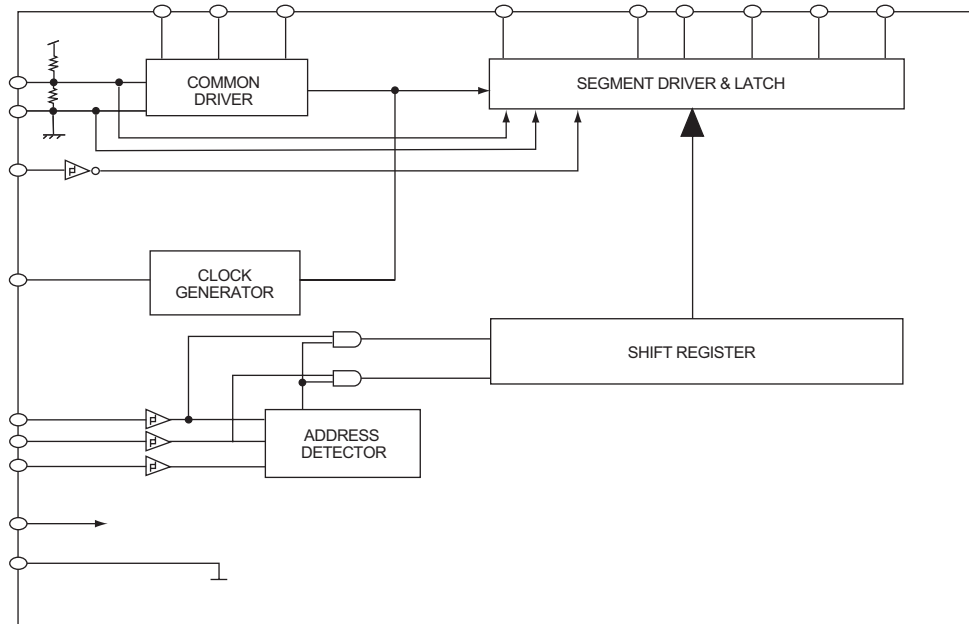 COMMON
DRIVER
SEGMENT DRIVER & LATCH
CLOCK
GENERATOR
SHIFT REGISTER
ADDRESS
DETECTOR